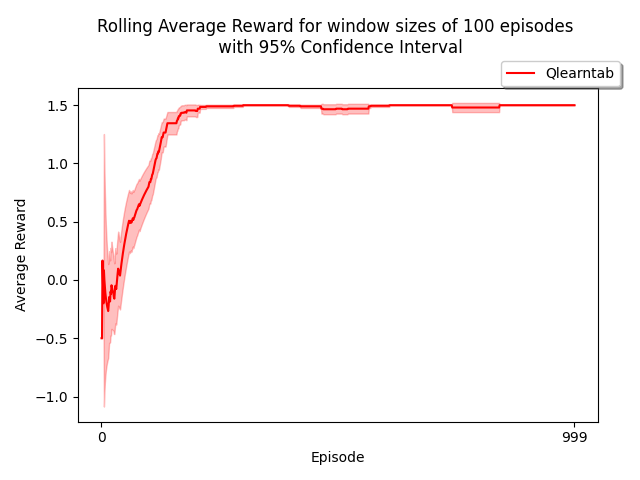 Rolling Average Reward for window sizes of 100 episodes
with 95% Confidence Interval
Qlearntab
1.5
1.0
0.5
0.0
−0.5
−1.0
Average Reward
0
999
Episode